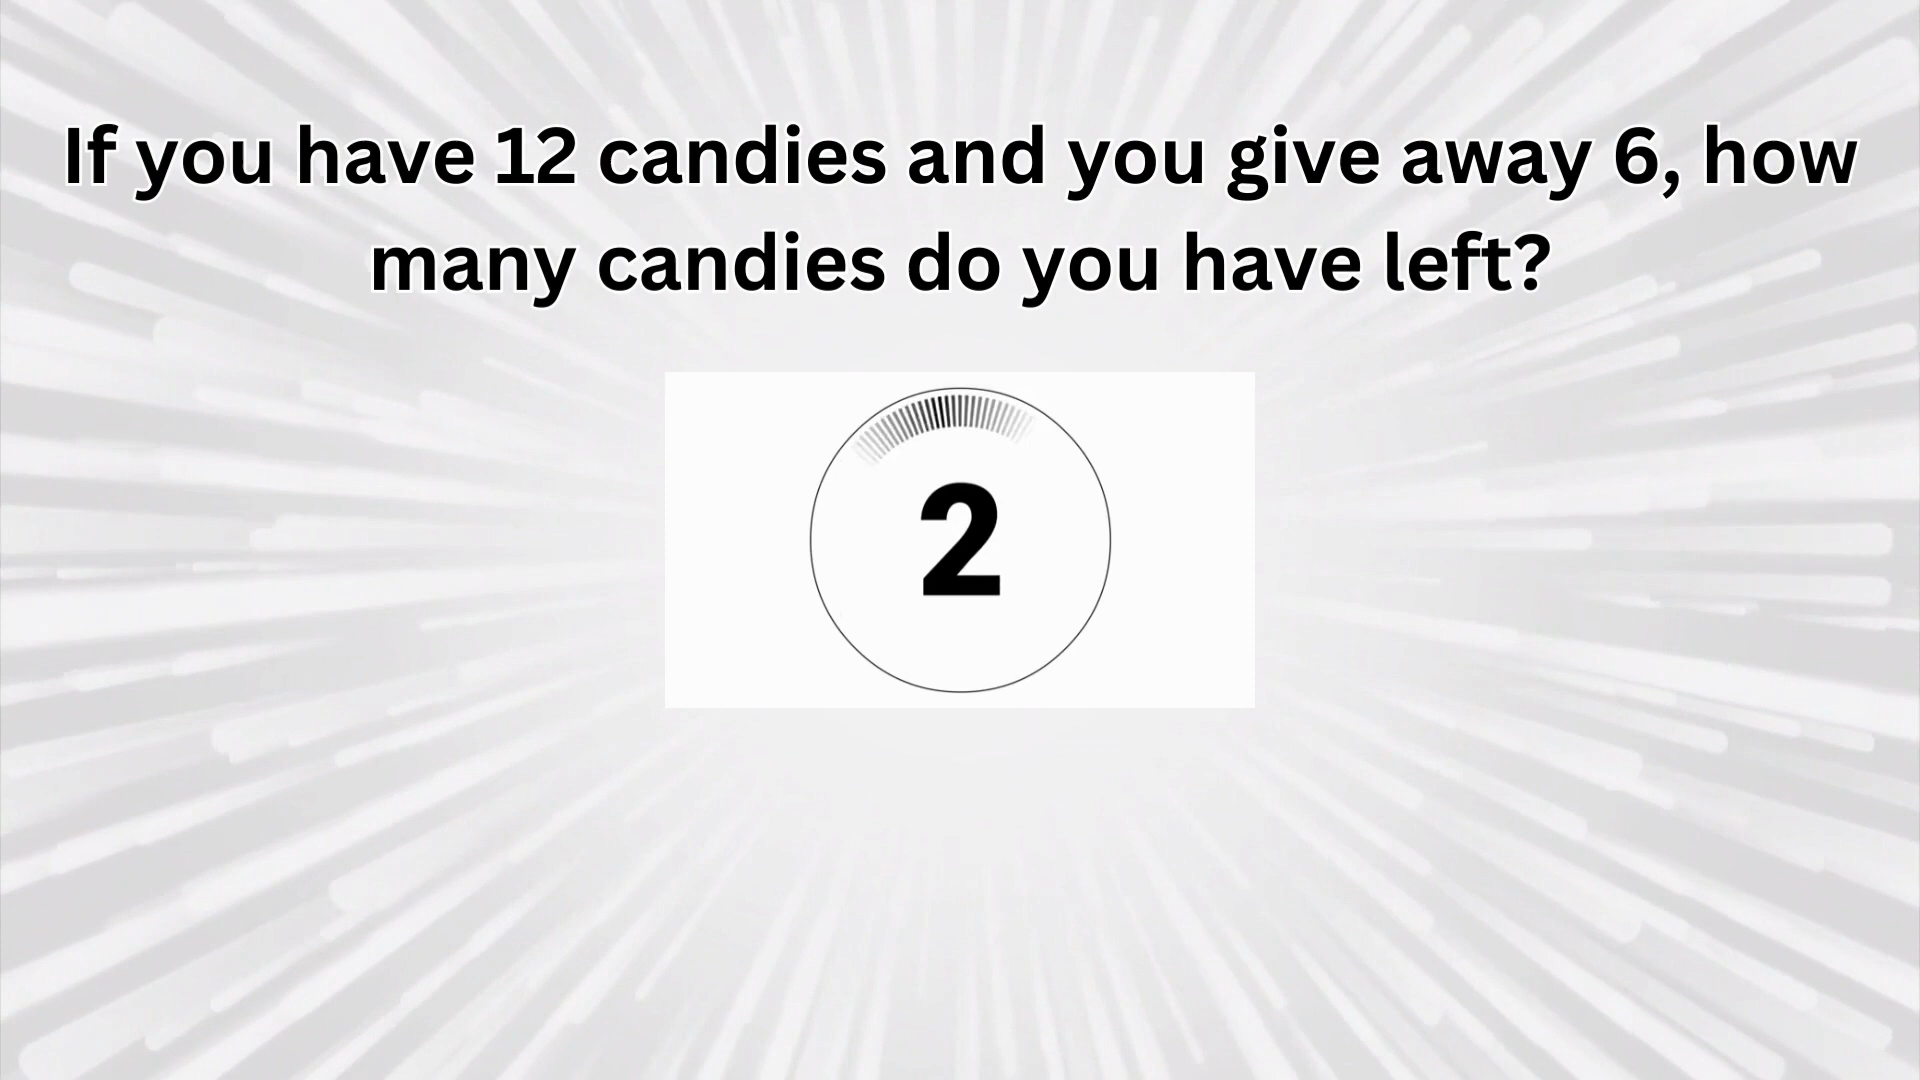 If you have 12 candies and you give away 6, how
many candies do you have left?
2